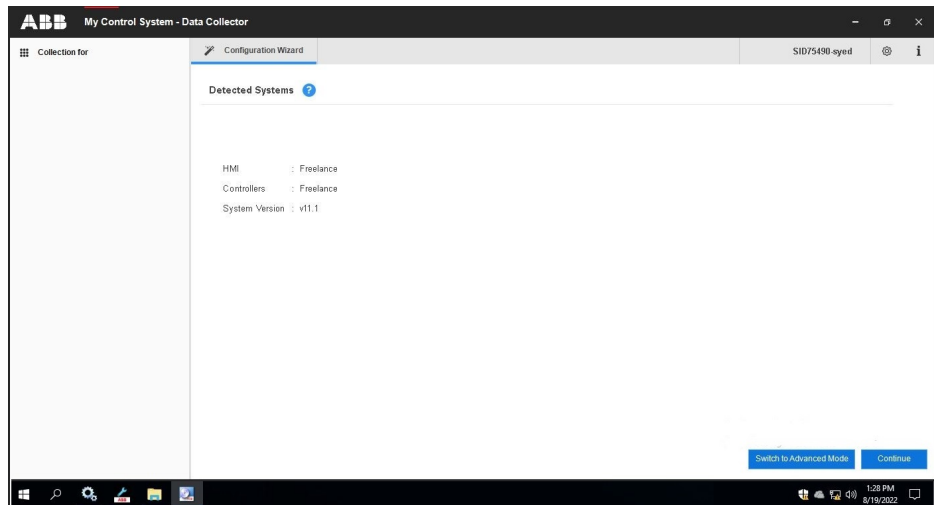 ABB My Control System - Data Collector
Collection for
Configuration Wizard
SID75490-syed
i
Detected Systems ?
HMI : Freelance
Controllers : Freelance
System Version : v11.1
Switch to Advanced Mode
Continue
ABB
1:28 PM
8/19/2022